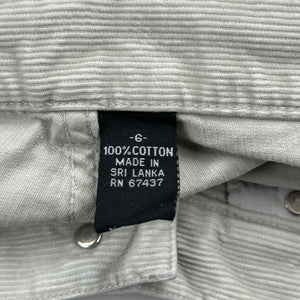 -6-
100% COTTON
MADE IN
SRI LANKA
RN 67437